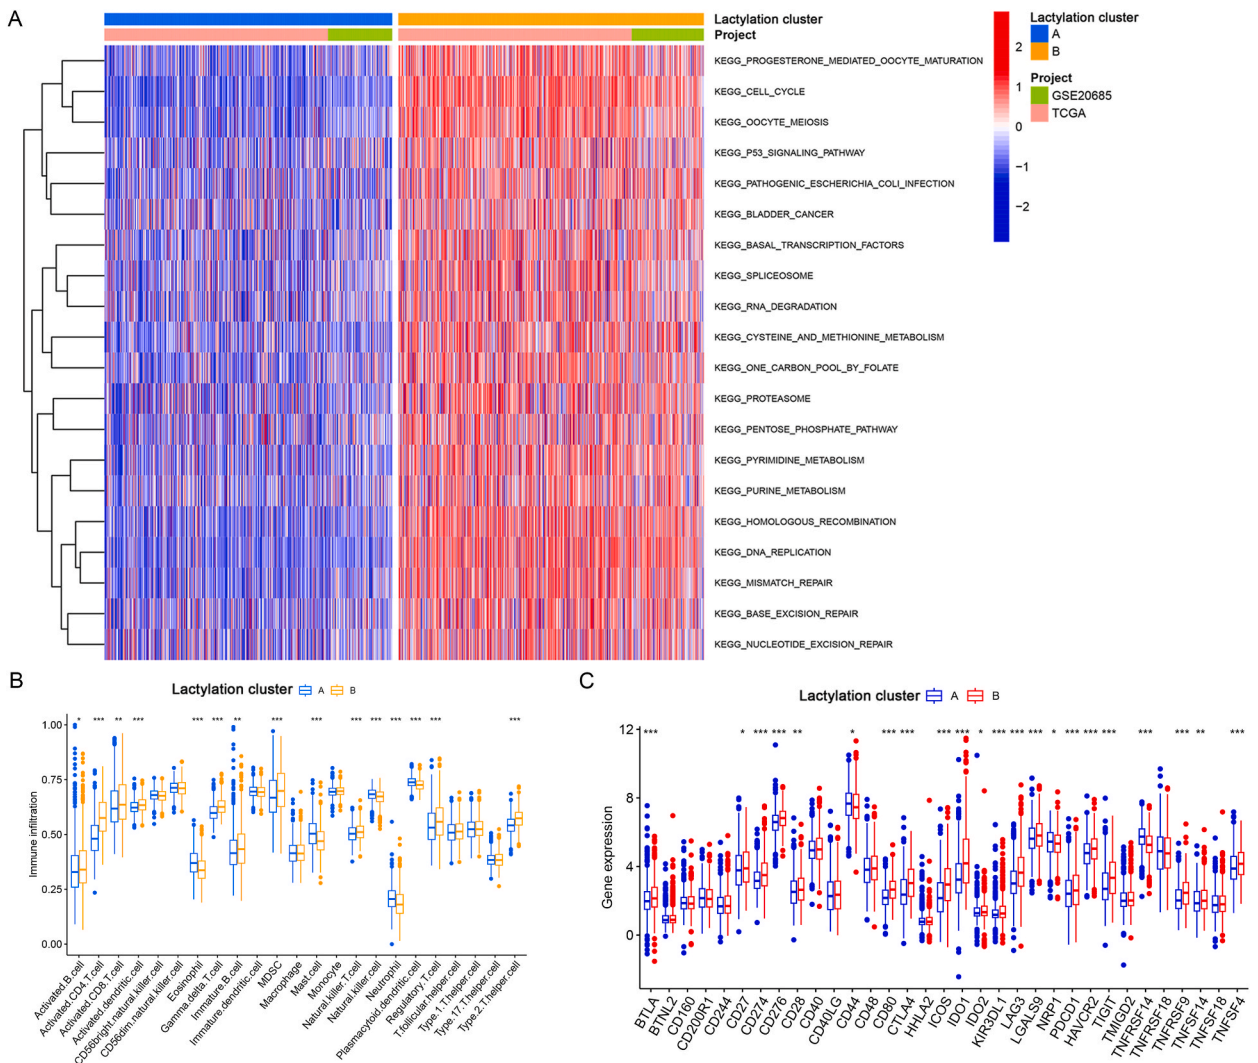 A
Lactylation cluster
Project
KEGG_PROGESTERONE_MEDIATED_OOCYTE_MATURATION
KEGG_CELL_CYCLE
KEGG_OOCYTE_MEIOSIS
KEGG_P53_SIGNALING_PATHWAY
KEGG_PATHOGENIC_ESCHERICHIA_COLI_INFECTION
KEGG_BLADDER_CANCER
KEGG_BASAL_TRANSCRIPTION_FACTORS
KEGG_SPLICEOSOME
KEGG_RNA_DEGRADATION
KEGG_CYSTEINE_AND_METHIONINE_METABOLISM
KEGG_ONE_CARBON_POOL_BY_FOLATE
KEGG_PROTEASOME
KEGG_PENTOSE_PHOSPHATE_PATHWAY
KEGG_PYRIMIDINE_METABOLISM
KEGG_PURINE_METABOLISM
KEGG_HOMOLOGOUS_RECOMBINATION
KEGG_DNA_REPLICATION
KEGG_MISMATCH_REPAIR
KEGG_BASE_EXCISION_REPAIR
KEGG_NUCLEOTIDE_EXCISION_REPAIR
2
1
0
−1
−2
Lactylation cluster
A
B
Project
GSE20685
TCGA
B
Lactylation cluster A B
* *** ** *** *** *** ** *** *** *** *** *** *** *** ***
Immune infiltration
1.00
0.75
0.50
0.25
0.00
Activated.B.cell
Activated.CD4.T.cell
Activated.CD8.T.cell
Activated.dendritic.cell
CD56bright.natural.killer.cell
CD56dim.natural.killer.cell
Eosinophil
Gamma.delta.T.cell
Immature.B.cell
Immature.dendritic.cell
MDSC
Macrophage
Mast.cell
Monocyte
Natural.killer.T.cell
Natural.killer.cell
Neutrophil
Plasmacytoid.dendritic.cell
Regulatory.T.cell
T.follicular.helper.cell
Type.1.T.helper.cell
Type.17.T.helper.cell
Type.2.T.helper.cell
C
Lactylation cluster A B
*** * *** *** ** * *** *** *** *** * *** *** * *** *** *** *** *** ** ***
Gene expression
12
8
4
0
BTLA
BTNL2
CD160
CD200R1
CD244
CD27
CD274
CD276
CD28
CD40
CD40LG
CD44
CD48
CD80
CTLA4
HHLA2
ICOS
IDO1
IDO2
KIR3DL1
LAG3
LGALS9
NRP1
PDCD1
HAVCR2
TIGIT
TMIGD2
TNFRSF14
TNFRSF18
TNFRSF9
TNFSF14
TNFSF18
TNFSF4